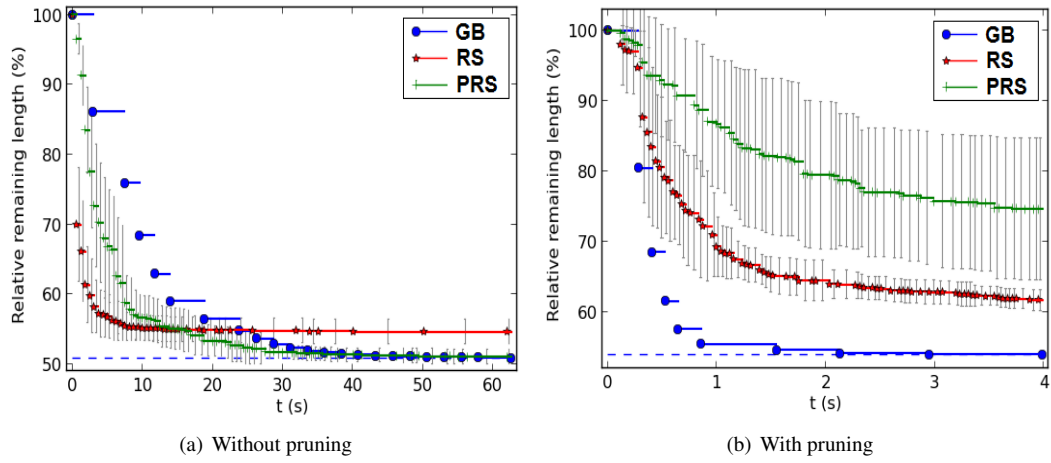 100
90
80
70
60
50
Relative remaining length (%)
GB
RS
PRS
0
10
20
30
40
50
60
t (s)
(a) Without pruning
100
90
80
70
60
Relative remaining length (%)
GB
RS
PRS
0
1
2
3
4
t (s)
(b) With pruning